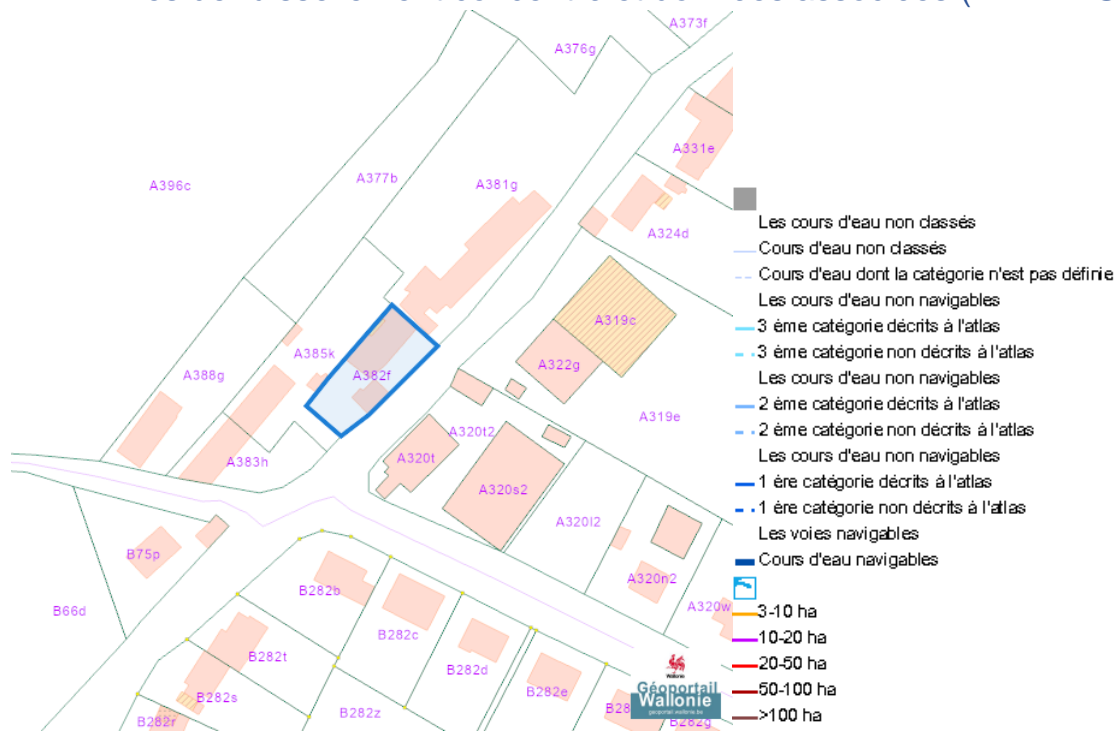 A373f
A376g
A331e
A396c
A377b
A381g
A324d
A319c
A322g
A385k
A382f
A388g
A319e
A320t2
A320t
A383h
A320s2
A320l2
B75p
A320n2
B282b
A320w
B66d
B282c
B282t
B282d
B282e
B282s
B282z
B282r
B282g
Wallonie
Géoportail
Wallonie
geoportail.wallonie.be
Les cours d'eau non classés
Cours d'eau non classés
Cours d'eau dont la catégorie n'est pas définie
Les cours d'eau non navigables
3 ème catégorie décrits à l'atlas
3 ème catégorie non décrits à l'atlas
Les cours d'eau non navigables
2 ème catégorie décrits à l'atlas
2 ème catégorie non décrits à l'atlas
Les cours d'eau non navigables
1 ère catégorie décrits à l'atlas
1 ère catégorie non décrits à l'atlas
Les voies navigables
Cours d'eau navigables
3-10 ha
10-20 ha
20-50 ha
50-100 ha
>100 ha